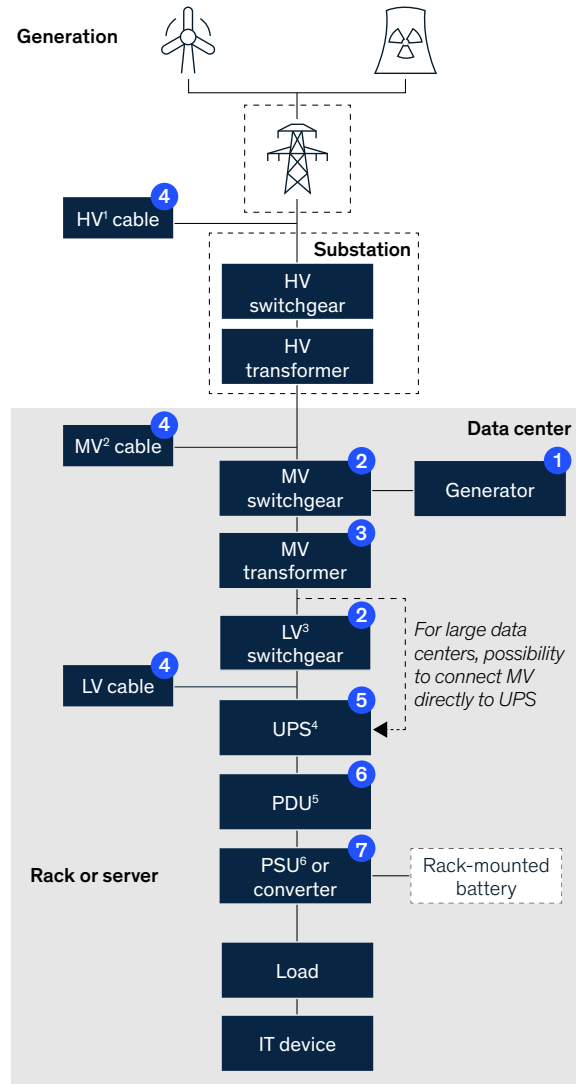 Generation
4
HV¹ cable
Substation
HV
switchgear
HV
transformer
4
MV² cable
Data center
2
MV
switchgear
1
Generator
3
MV
transformer
2
LV³
switchgear
For large data
centers, possibility
to connect MV
directly to UPS
4
LV cable
5
UPS⁴
6
PDU⁵
Rack or server
7
PSU⁶ or
converter
Rack-mounted
battery
Load
IT device